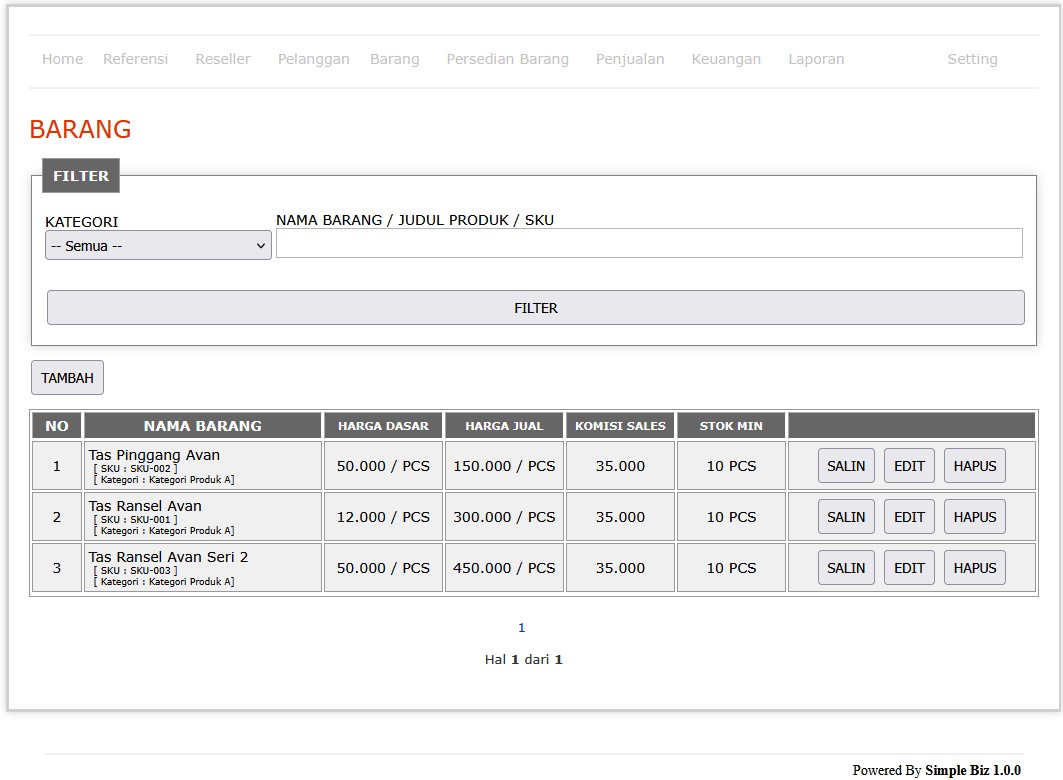 Home Referensi Reseller Pelanggan Barang Persedian Barang Penjualan Keuangan Laporan Setting
BARANG
FILTER
KATEGORI NAMA BARANG / JUDUL PRODUK / SKU
-- Semua --
FILTER
TAMBAH
NO NAMA BARANG HARGA DASAR HARGA JUAL KOMISI SALES STOK MIN
1 Tas Pinggang Avan 50.000 / PCS 150.000 / PCS 35.000 10 PCS SALIN EDIT HAPUS
[ SKU : SKU-002 ]
[ Kategori : Kategori Produk A]
2 Tas Ransel Avan 12.000 / PCS 300.000 / PCS 35.000 10 PCS SALIN EDIT HAPUS
[ SKU : SKU-001 ]
[ Kategori : Kategori Produk A]
3 Tas Ransel Avan Seri 2 50.000 / PCS 450.000 / PCS 35.000 10 PCS SALIN EDIT HAPUS
[ SKU : SKU-003 ]
[ Kategori : Kategori Produk A]
1
Hal 1 dari 1
Powered By Simple Biz 1.0.0